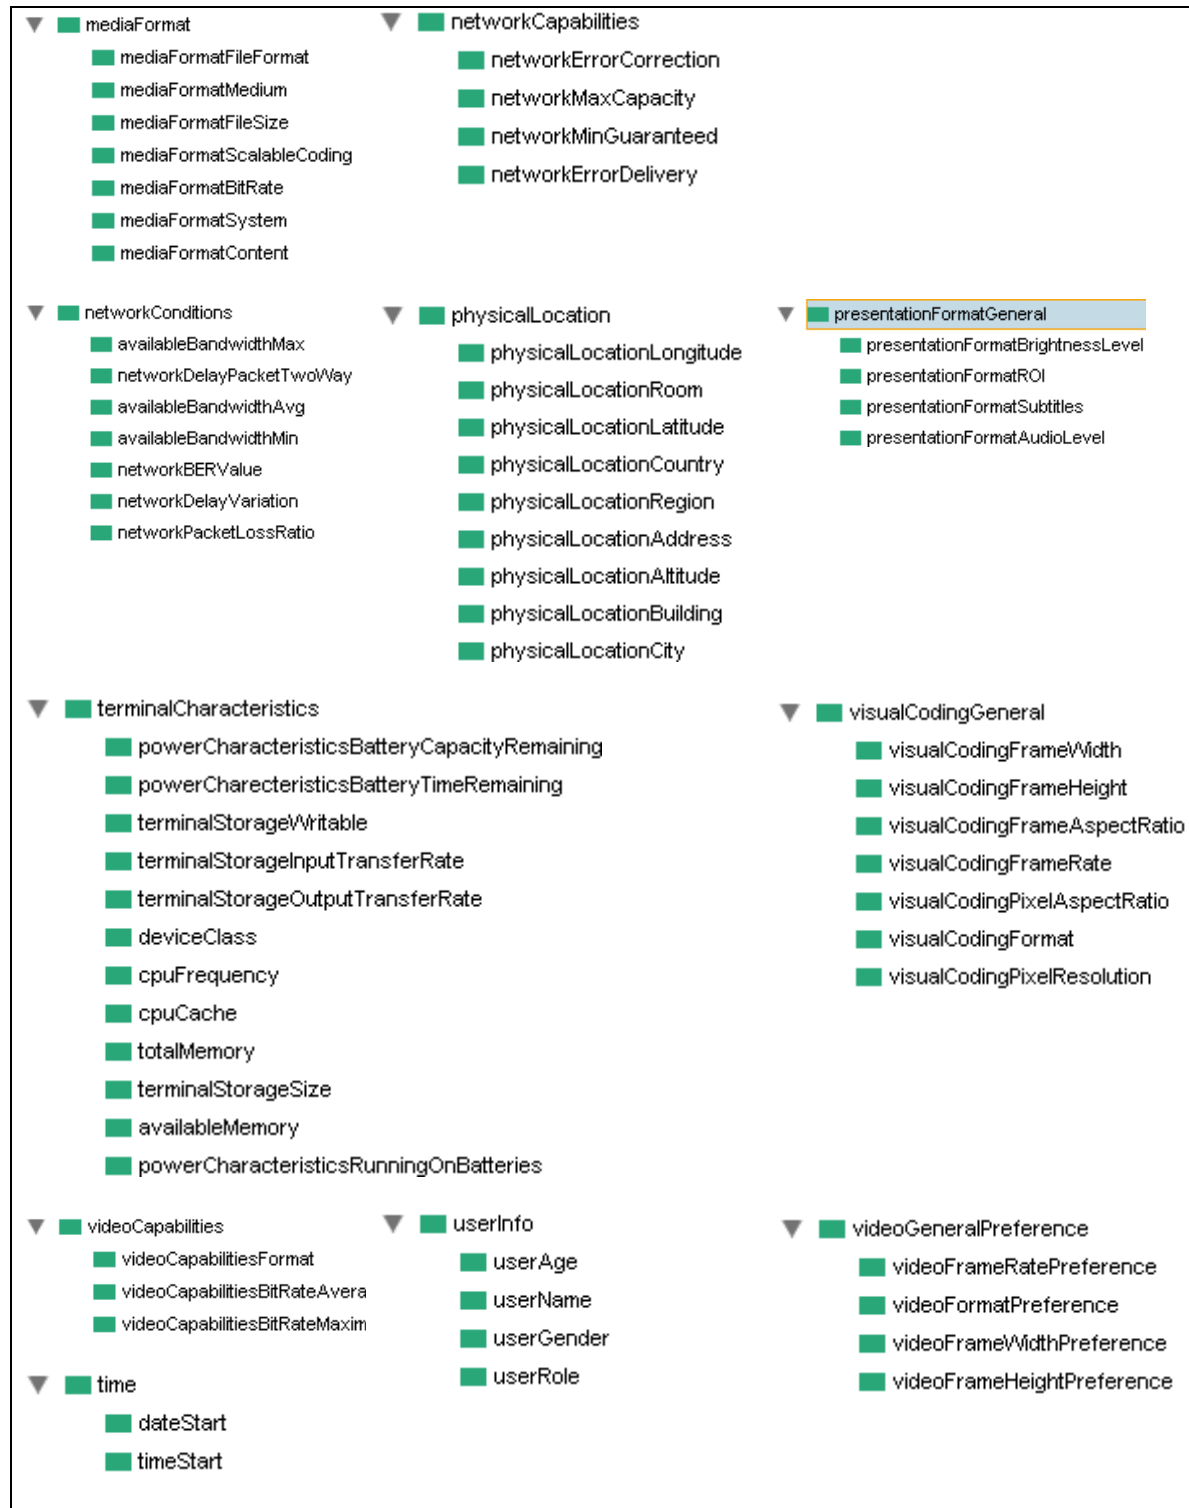 mediaFormat
mediaFormatFileFormat
mediaFormatMedium
mediaFormatFileSize
mediaFormatScalableCoding
mediaFormatBitRate
mediaFormatSystem
mediaFormatContent
networkCapabilities
networkErrorCorrection
networkMaxCapacity
networkMinGuaranteed
networkErrorDelivery
networkConditions
availableBandwidthMax
networkDelayPacketTwoWay
availableBandwidthAvg
availableBandwidthMin
networkBERValue
networkDelayVariation
networkPacketLossRatio
physicalLocation
physicalLocationLongitude
physicalLocationRoom
physicalLocationLatitude
physicalLocationCountry
physicalLocationRegion
physicalLocationAddress
physicalLocationAltitude
physicalLocationBuilding
physicalLocationCity
presentationFormatGeneral
presentationFormatBrightnessLevel
presentationFormatROI
presentationFormatSubtitles
presentationFormatAudioLevel
terminalCharacteristics
powerCharacteristicsBatteryCapacityRemaining
powerCharecteristicsBatteryTimeRemaining
terminalStorageWritable
terminalStorageInputTransferRate
terminalStorageOutputTransferRate
deviceClass
cpuFrequency
cpuCache
totalMemory
terminalStorageSize
availableMemory
powerCharacteristicsRunningOnBatteries
visualCodingGeneral
visualCodingFrameWidth
visualCodingFrameHeight
visualCodingFrameAspectRatio
visualCodingFrameRate
visualCodingPixelAspectRatio
visualCodingFormat
visualCodingPixelResolution
videoCapabilities
videoCapabilitiesFormat
videoCapabilitiesBitRateAvera
videoCapabilitiesBitRateMaxim
time
dateStart
timeStart
userInfo
userAge
userName
userGender
userRole
videoGeneralPreference
videoFrameRatePreference
videoFormatPreference
videoFrameWidthPreference
videoFrameHeightPreference